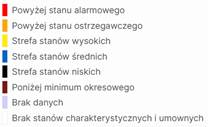 Powyżej stanu alarmowego
Powyżej stanu ostrzegawczego
Strefa stanów wysokich
Strefa stanów średnich
Strefa stanów niskich
Poniżej minimum okresowego
Brak danych
Brak stanów charakterystycznych i umownych